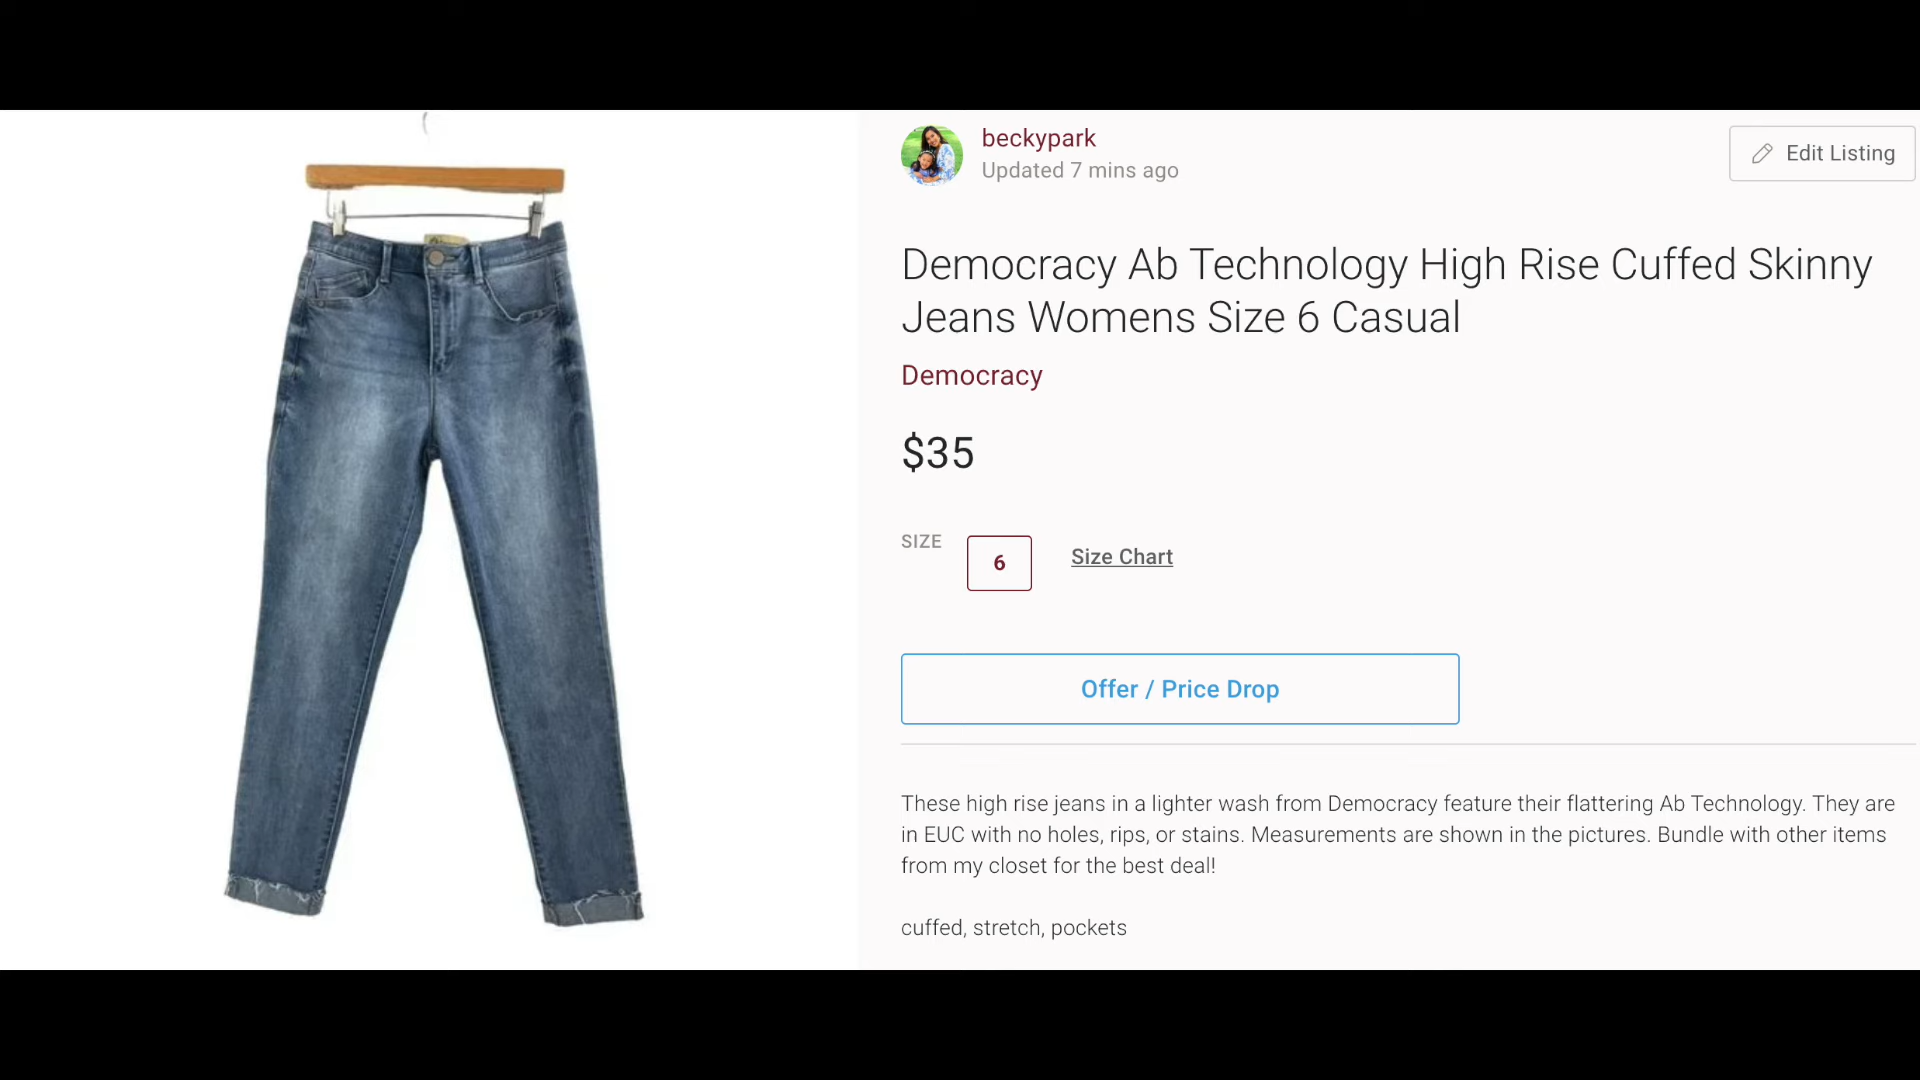 beckypark
Updated 7 mins ago
Edit Listing
Democracy Ab Technology High Rise Cuffed Skinny
Jeans Womens Size 6 Casual
Democracy
$35
SIZE
6
Size Chart
Offer / Price Drop
These high rise jeans in a lighter wash from Democracy feature their flattering Ab Technology. They are
in EUC with no holes, rips, or stains. Measurements are shown in the pictures. Bundle with other items
from my closet for the best deal!
cuffed, stretch, pockets